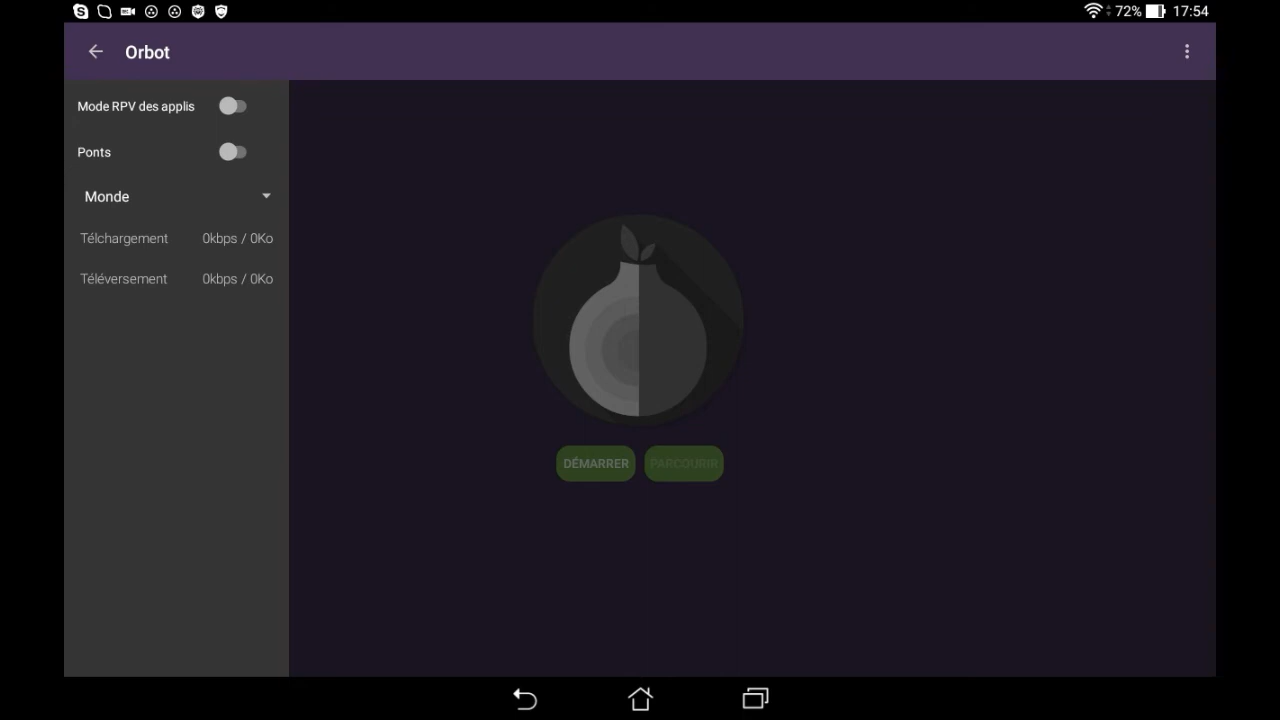 72% 17:54
Orbot
Mode RPV des applis
Ponts
Monde
Télchargement 0kbps / 0Ko
Téléversement 0kbps / 0Ko
DÉMARRER PARCOURIR